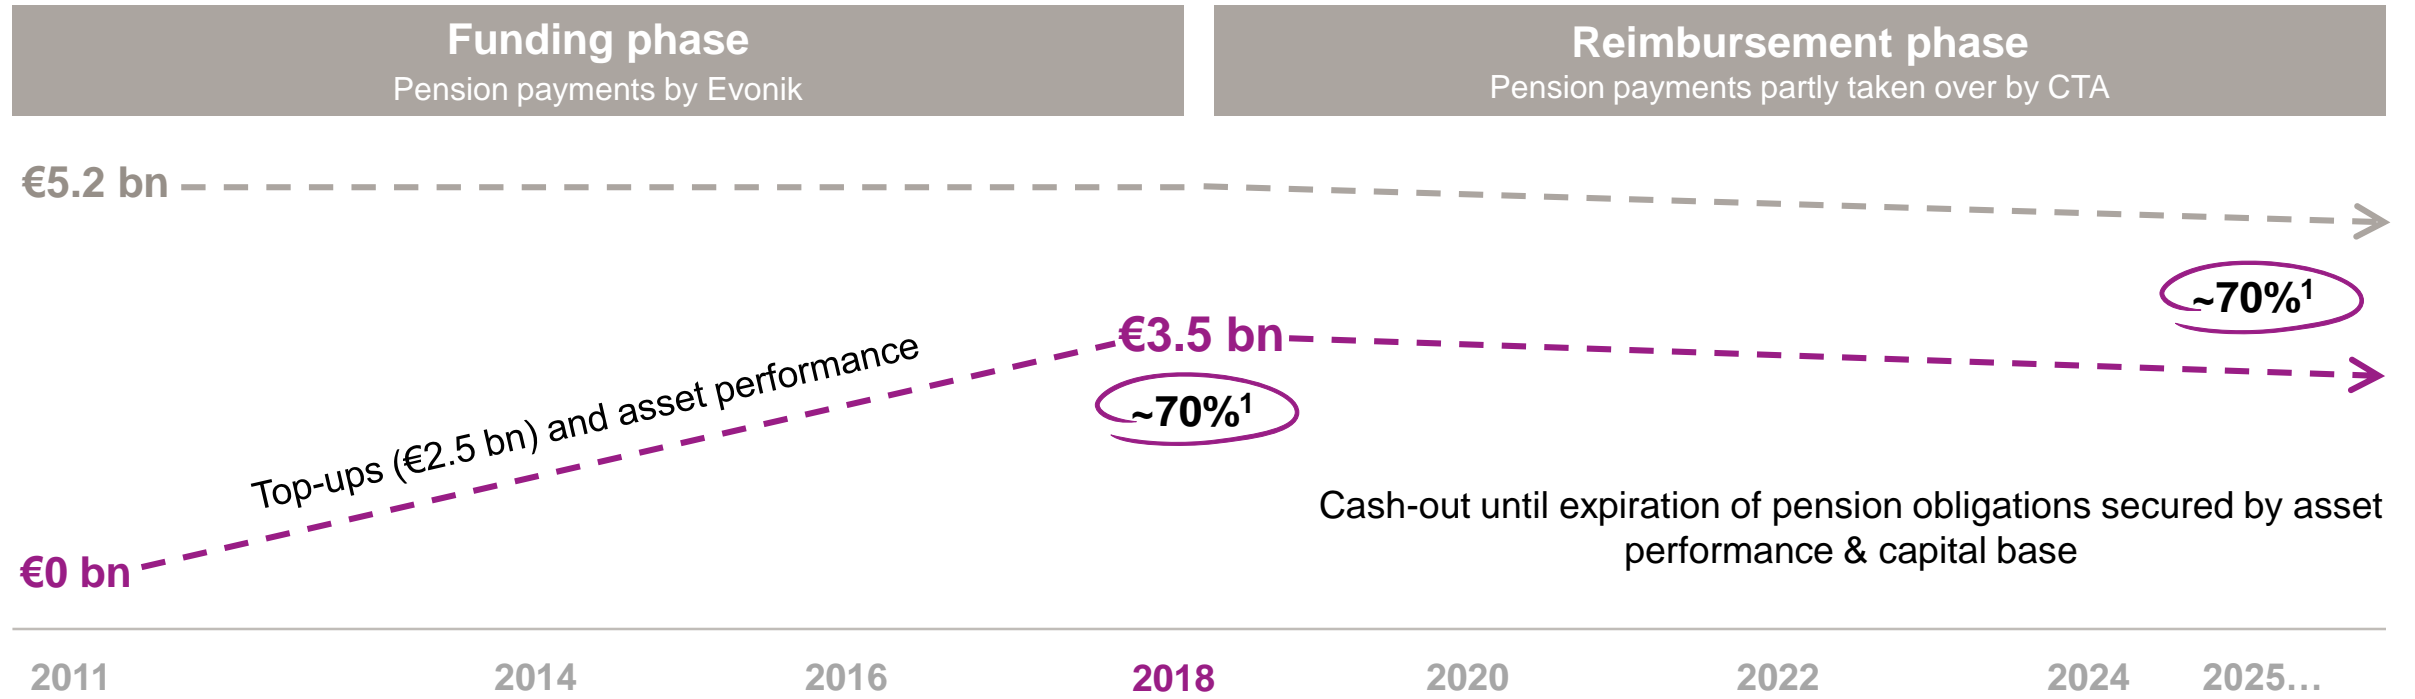 Funding phase
Pension payments by Evonik
Reimbursement phase
Pension payments partly taken over by CTA
€5.2 bn
~70%1
€3.5 bn
~70%1
Top-ups (€2.5 bn) and asset performance
€0 bn
Cash-out until expiration of pension obligations secured by asset
performance & capital base
2011 2014 2016 2018 2020 2022 2024 2025…